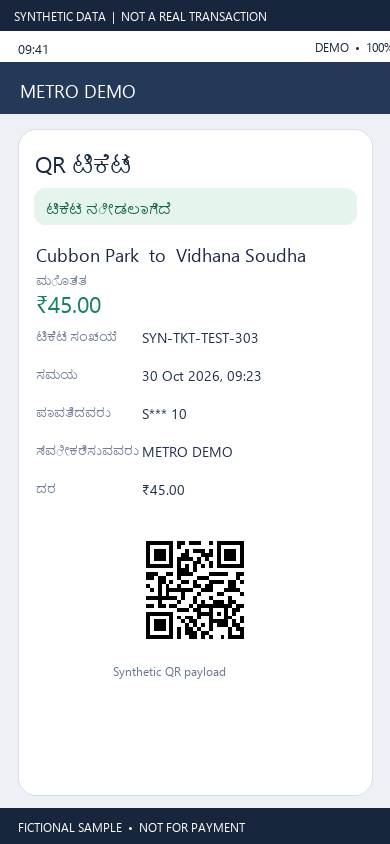 SYNTHETIC DATA | NOT A REAL TRANSACTION
09:41 DEMO • 100%
METRO DEMO
QR ಟಿಕೆಟ್
ಟಿಕೆಟ್ ನೀಡಲಾಗಿದೆ
Cubbon Park to Vidhana Soudha
ಮೊತ್ತ
₹45.00
ಟಿಕೆಟ್ ಸಂಖ್ಯೆ SYN-TKT-TEST-303
ಸಮಯ 30 Oct 2026, 09:23
ಪಾವತಿದವರು S*** 10
ಸ್ವೀಕರಿಸುವವರು METRO DEMO
ದರ ₹45.00
Synthetic QR payload
FICTIONAL SAMPLE • NOT FOR PAYMENT